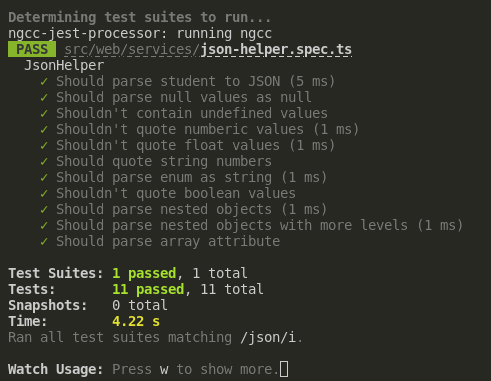 Determining test suites to run...
ngcc-jest-processor: running ngcc
PASS src/web/services/json-helper.spec.ts
JsonHelper
✓ Should parse student to JSON (5 ms)
✓ Should parse null values as null
✓ Shouldn't contain undefined values
✓ Shouldn't quote numberic values (1 ms)
✓ Shouldn't quote float values (1 ms)
✓ Should quote string numbers
✓ Should parse enum as string (1 ms)
✓ Shouldn't quote boolean values
✓ Should parse nested objects (1 ms)
✓ Should parse nested objects with more levels (1 ms)
✓ Should parse array attribute
Test Suites: 1 passed, 1 total
Tests: 11 passed, 11 total
Snapshots: 0 total
Time: 4.22 s
Ran all test suites matching /json/i.
Watch Usage: Press w to show more.